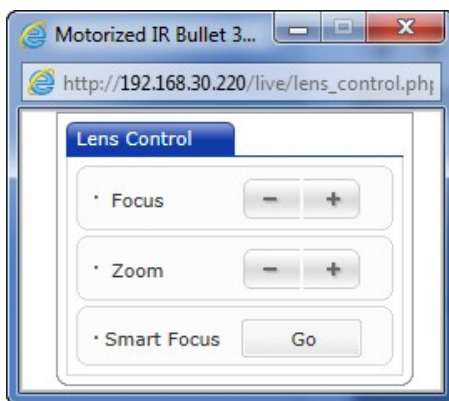 Motorized IR Bullet 3...
http://192.168.30.220/live/lens_control.php
Lens Control
· Focus
- +
· Zoom
- +
· Smart Focus Go